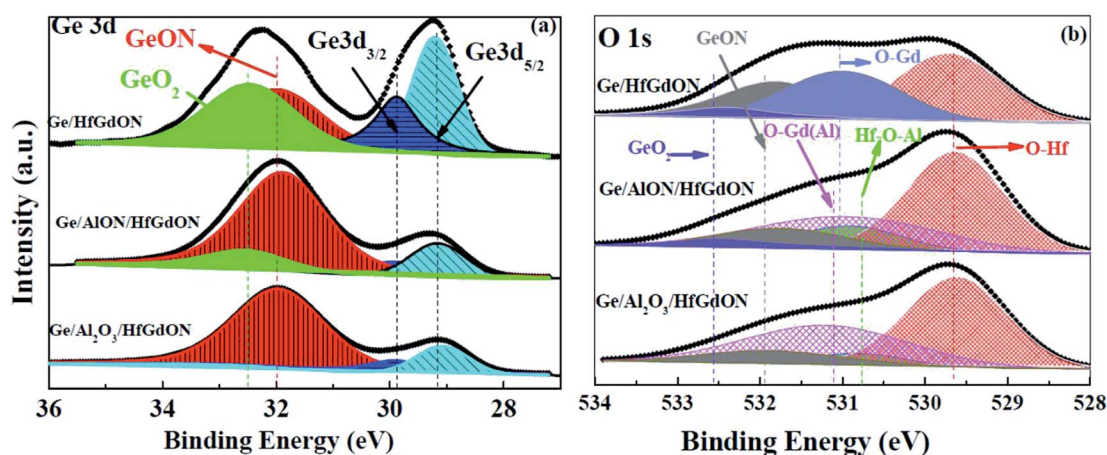 Ge 3d
(a)
GeON
Ge3d3/2
Ge3d5/2
GeO2
Ge/HfGdON
Ge/AlON/HfGdON
Ge/Al2O3/HfGdON
Intensity (a.u.)
36 34 32 30 28
Binding Energy (eV)
O 1s
(b)
GeON
O-Gd
Ge/HfGdON
O-Gd(Al)
Hf-O-Al
GeO2
O-Hf
Ge/AlON/HfGdON
Ge/Al2O3/HfGdON
534 533 532 531 530 529 528
Binding Energy (eV)